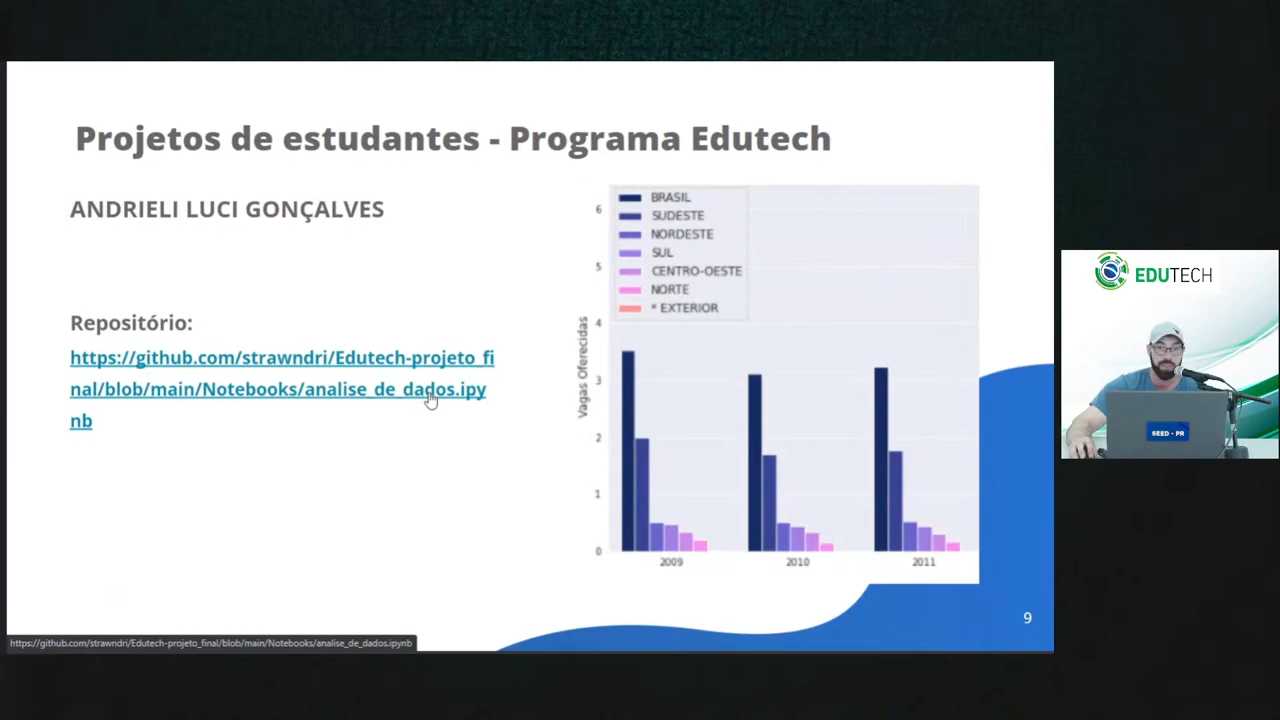 Projetos de estudantes - Programa Edutech
ANDRIELI LUCI GONÇALVES
Repositório:
https://github.com/strawndri/Edutech-projeto_fi
nal/blob/main/Notebooks/analise_de_dados.ipy
nb
BRASIL
SUDESTE
NORDESTE
SUL
CENTRO-OESTE
NORTE
* EXTERIOR
Vagas Oferecidas
6
5
4
3
2
1
0
2009
2010
2011
9
https://github.com/strawndri/Edutech-projeto_final/blob/main/Notebooks/analise_de_dados.ipynb
EDUTECH
SEED - PR